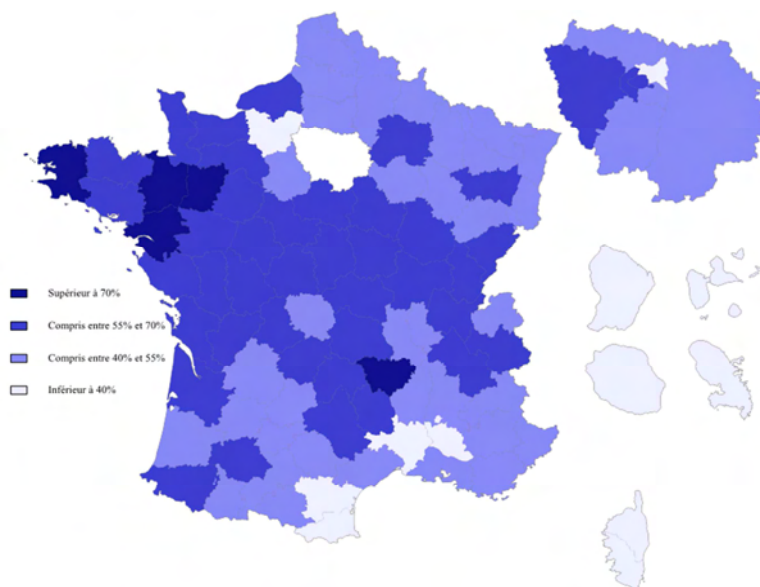 Supérieur à 70%
Compris entre 55% et 70%
Compris entre 40% et 55%
Inférieur à 40%